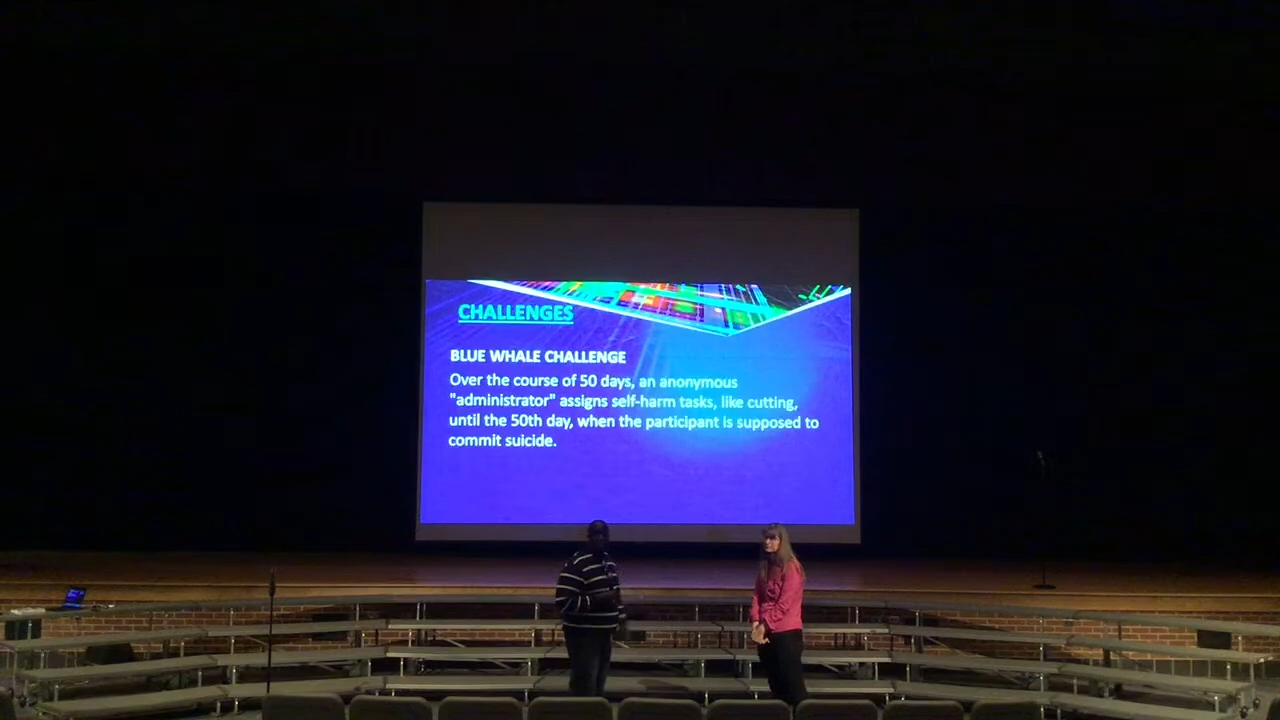 CHALLENGES
BLUE WHALE CHALLENGE
Over the course of 50 days, an anonymous
"administrator" assigns self-harm tasks, like cutting,
until the 50th day, when the participant is supposed to
commit suicide.